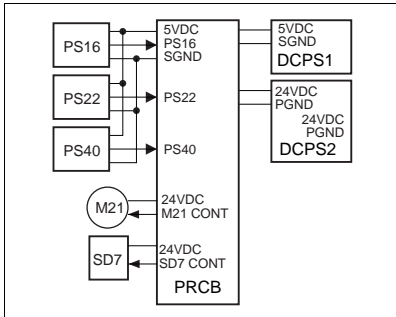 PS16
PS22
PS40
M21
SD7
5VDC
PS16
SGND
PS22
PS40
24VDC
M21 CONT
24VDC
SD7 CONT
PRCB
5VDC
SGND
DCPS1
24VDC
PGND
24VDC
PGND
DCPS2